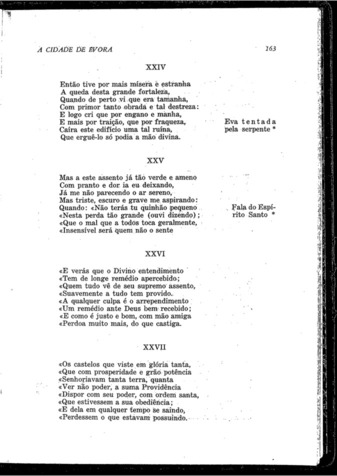 A CIDADE DE EVORA 163
XXIV
Então tive por mais mísera e estranha
A queda desta grande fortaleza,
Quando de perto vi que era tamanha,
Com primor tanto obrada e tal destreza:
E logo cri que por engano e manha,
E mais por traição, que por fraqueza,
Caíra este edifício uma tal ruína,
Que erguê-lo só podia a mão divina.
Eva tentada
pela serpente *
XXV
Mas a este assento já tão verde e ameno
Com pranto e dor ia eu deixando,
Já me não parecendo o ar sereno,
Mas triste, escuro e grave me aspirando:
Quando: «Não terás tu quinhão pequeno
«Nesta perda tão grande (ouvi dizendo);
«Que o mal que a todos toca geralmente,
«Insensível será quem não o sente
Fala do Espí-
rito Santo *
XXVI
«E verás que o Divino entendimento
«Tem de longe remédio apercebido;
«Quem tudo vê de seu supremo assento,
«Suavemente a tudo tem provido.
«A qualquer culpa é o arrependimento
«Um remédio ante Deus bem recebido;
«E como é justo e bom, com mão amiga
«Perdoa muito mais, do que castiga.
XXVII
«Os castelos que viste em glória tanta,
«Que com prosperidade e grão potência
«Senhoriavam tanta terra, quanta
«Ver não poder, a suma Providência
«Dispor com seu poder, com ordem santa,
«Que estivessem a sua obediência;
«E dela em qualquer tempo se saindo,
«Perdessem o que estavam possuindo.